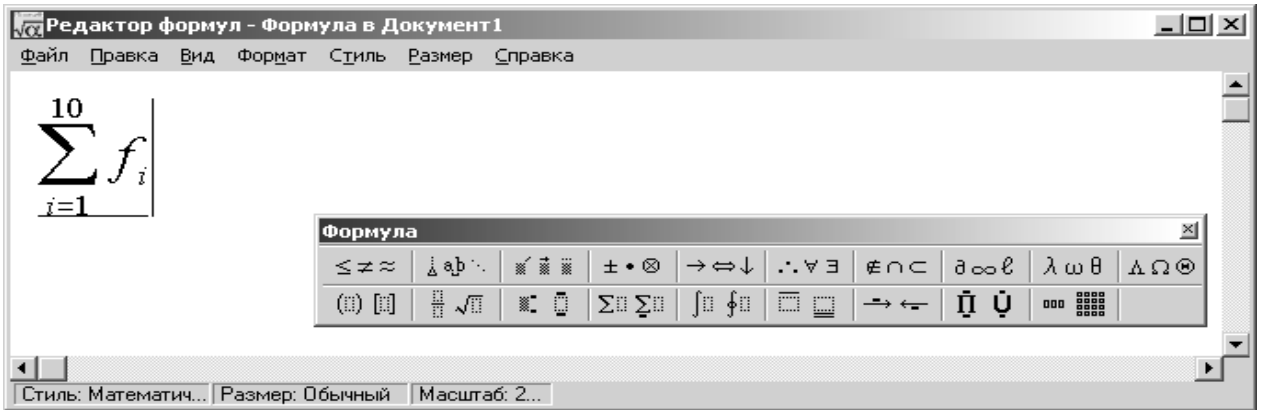 Редактор формул - Формула в Документ1
Файл Правка Вид Формат Стиль Размер Справка
10
∑ f i
i=1
Формула
≤ ≠ ≈ ạḅ ⋱ ± • ⊗ → ⇔ ↓ ∴ ∀ ∃ ∉ ∩ ⊂ ∂ ∞ ℓ λ ω θ Λ Ω Θ
(⬚) [⬚] √⬚ Σ⬚ Σ⬚ ∫⬚ ∮⬚ → ← Π̄ Ụ̇
Стиль: Математич... Размер: Обычный Масштаб: 2...